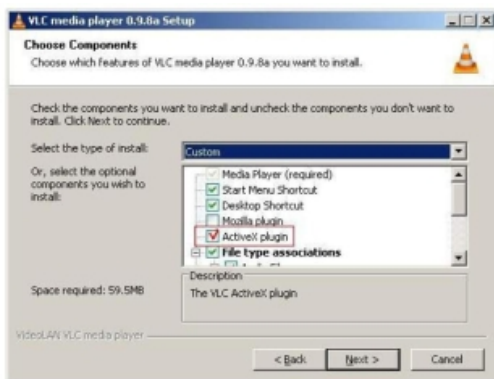 VLC media player 0.9.8a Setup
Choose Components
Choose which features of VLC media player 0.9.8a you want to install.
Check the components you want to install and uncheck the components you don't want to
install. Click Next to continue.
Select the type of install:
Custom
Or, select the optional
components you wish to
install:
Media Player (required)
Start Menu Shortcut
Desktop Shortcut
Mozilla plugin
ActiveX plugin
File type associations
Description
The VLC ActiveX plugin
Space required: 59.5MB
VideoLAN VLC media player
< Back
Next >
Cancel